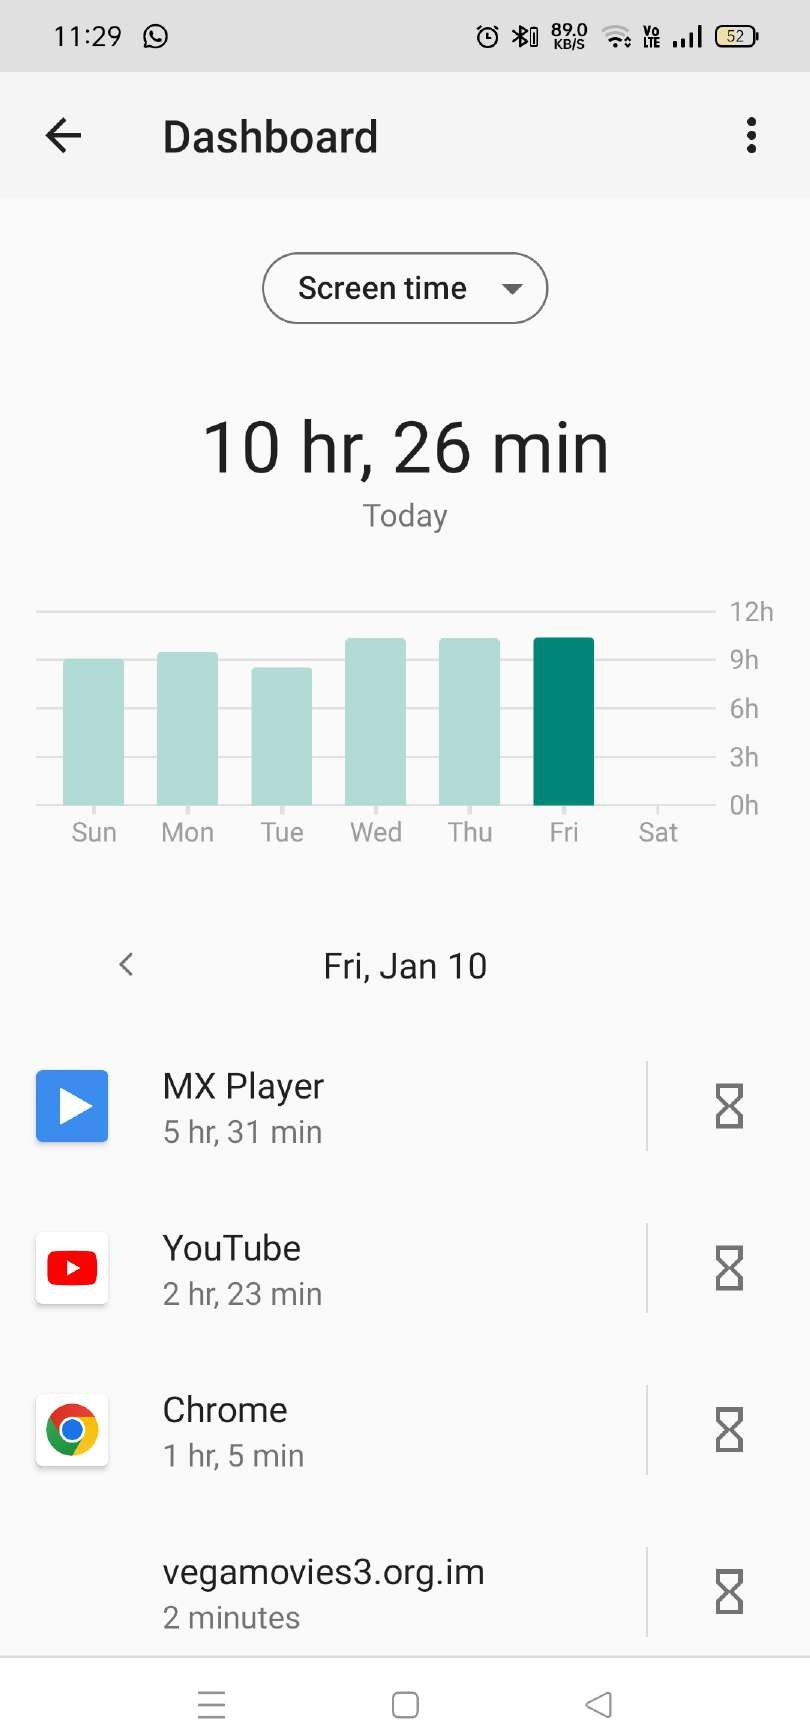 11:29 89.0 KB/S Vo LTE 52
Dashboard
Screen time
10 hr, 26 min
Today
12h
9h
6h
3h
0h
Sun Mon Tue Wed Thu Fri Sat
Fri, Jan 10
MX Player
5 hr, 31 min
YouTube
2 hr, 23 min
Chrome
1 hr, 5 min
vegamovies3.org.im
2 minutes